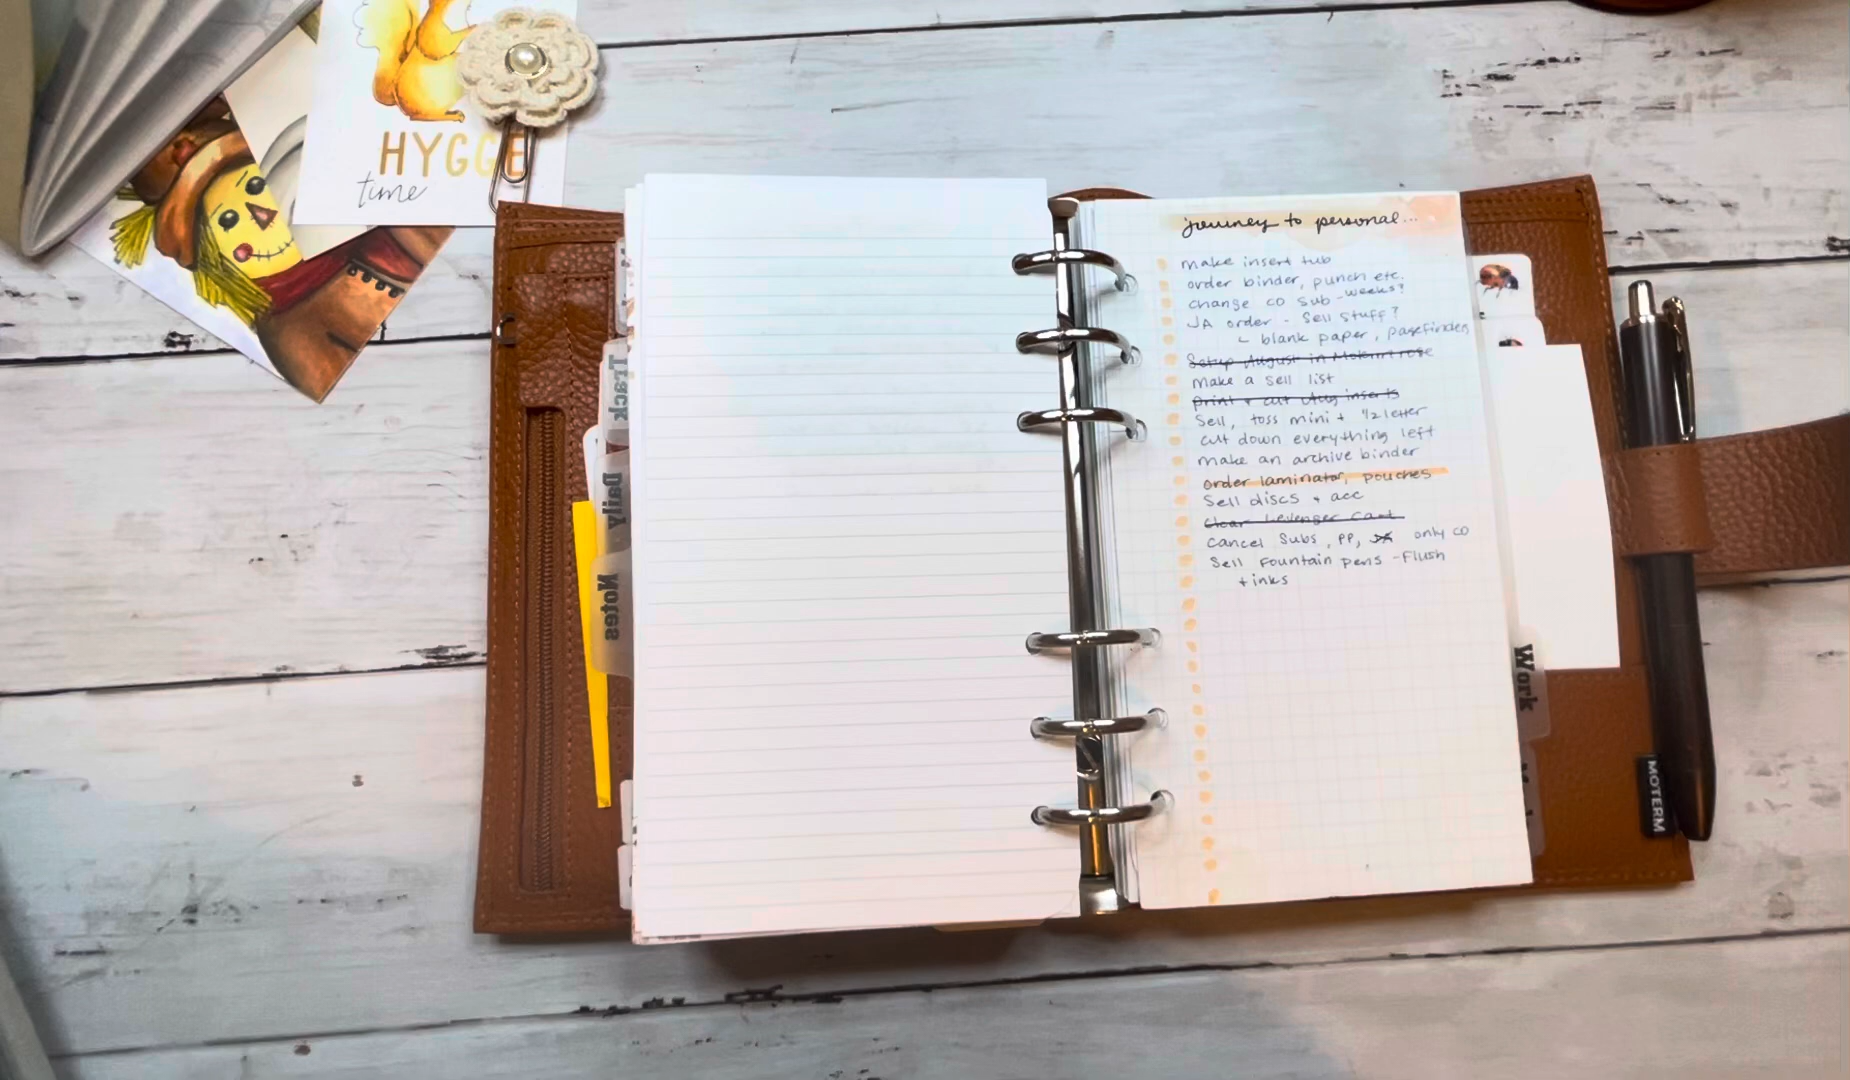 HYGGE
time
Track
Daily
Notes
journey to personal...
make insert tub
order binder, punch etc.
change co sub - weeks?
JA order - sell stuff?
blank paper, pagefinders
Setup August in
make a sell list
print + cut Aug inserts
Sell, toss mini + 1/2 letter
cut down everything left
make an archive binder
order laminator, pouches
Sell discs + acc
clear Levenger cart
cancel subs, PP, JA only co
Sell Fountain pens - Flush
+ inks
Work
MOTERM